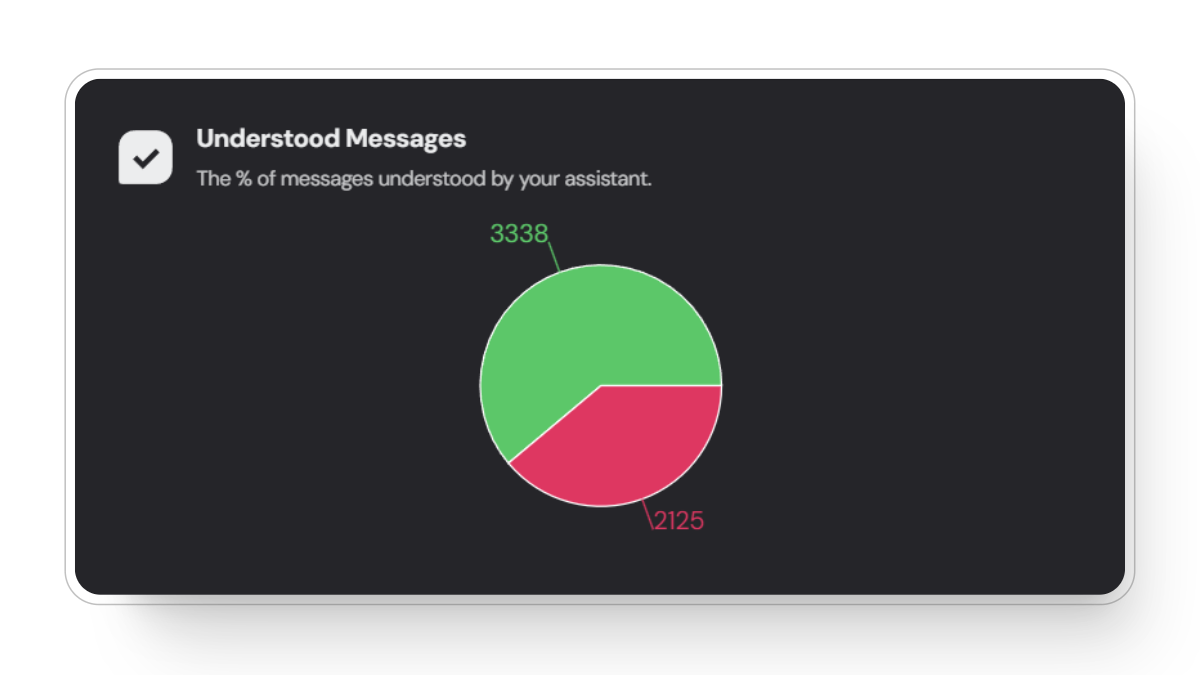 Understood Messages
The % of messages understood by your assistant.
3338
2125